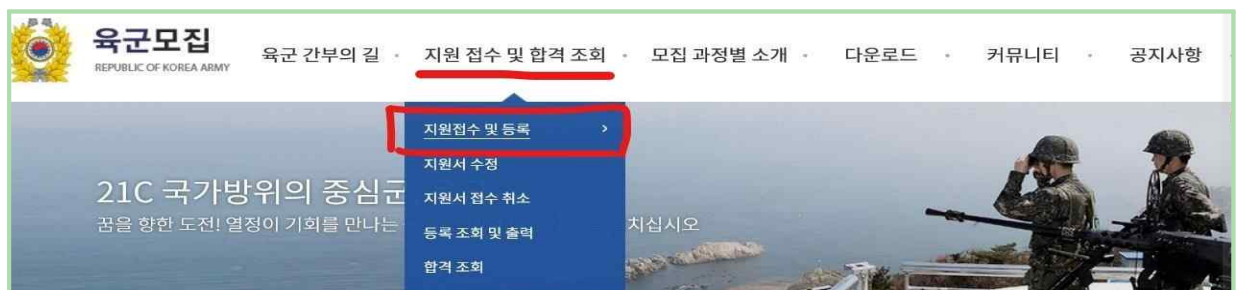 육군모집
REPUBLIC OF KOREA ARMY
육군 간부의 길 · 지원 접수 및 합격 조회 · 모집 과정별 소개 · 다운로드 · 커뮤니티 · 공지사항
지원접수 및 등록 >
지원서 수정
지원서 접수 취소
등록 조회 및 출력
합격 조회
21C 국가방위의 중심군
꿈을 향한 도전! 열정이 기회를 만나는 치십시오